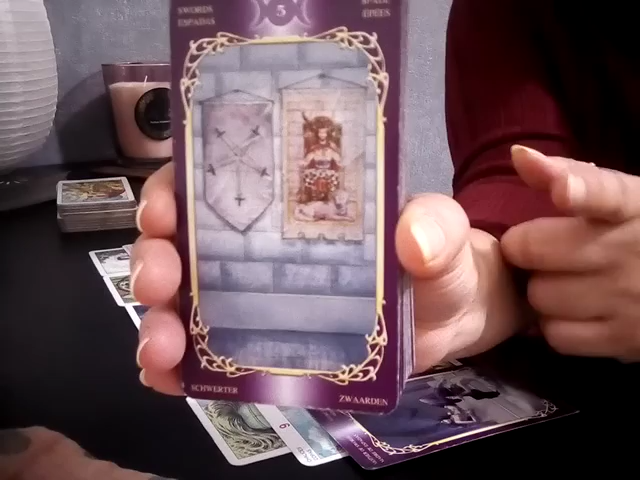 SWORDS
ESPADAS
5
SPADE
ÉPÉES
SCHWERTER
ZWAARDEN
6